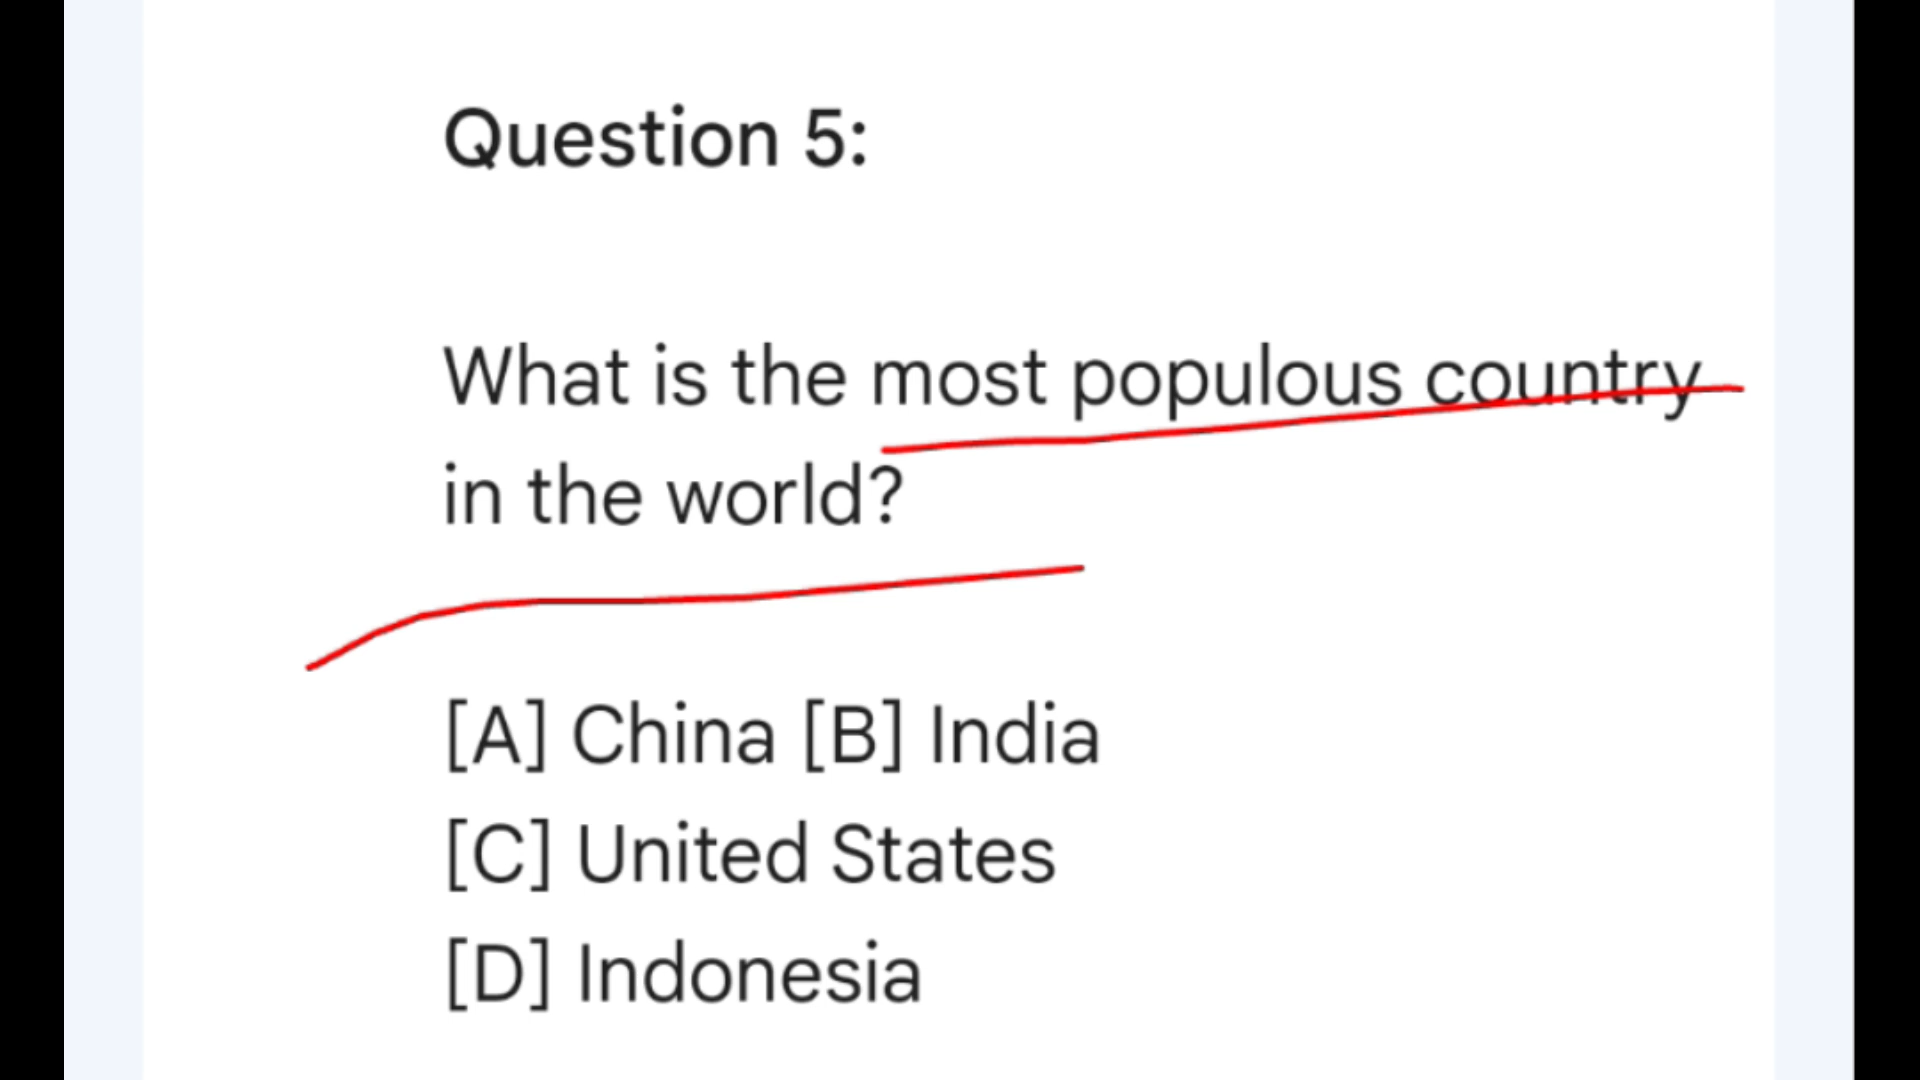 Question 5:
What is the most populous country
in the world?
[A] China [B] India
[C] United States
[D] Indonesia